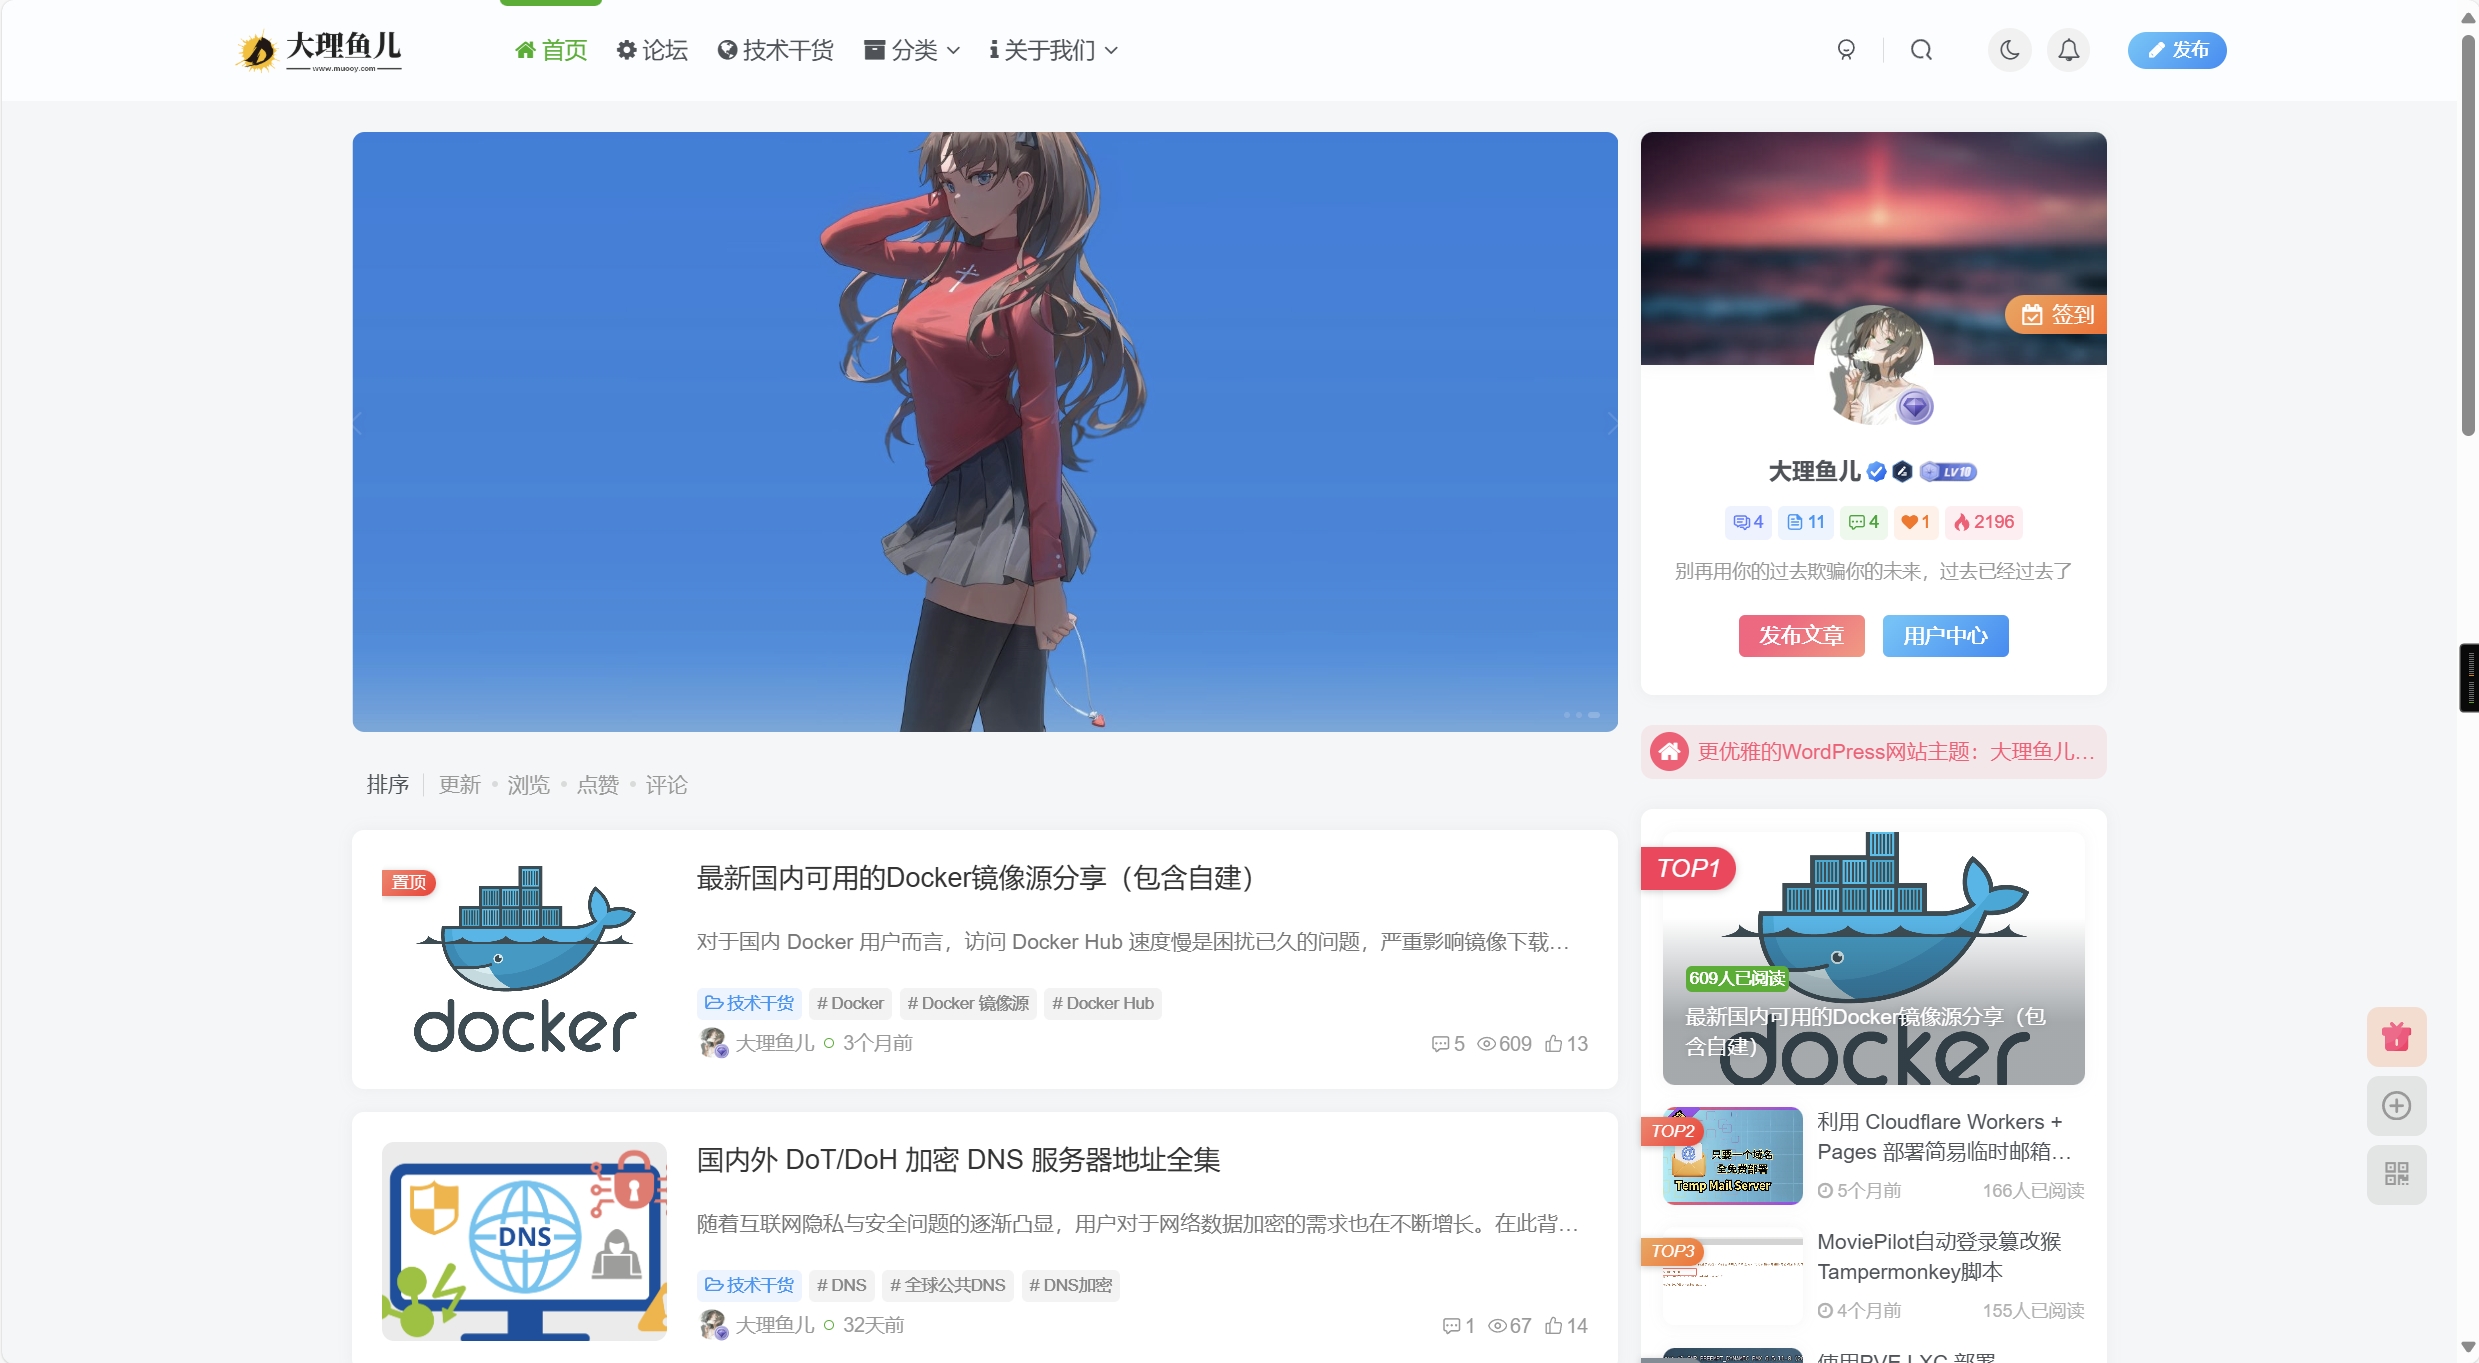 大理鱼儿
www.muooy.com
首页
论坛
技术干货
分类
关于我们
发布
签到
大理鱼儿 LV10
4 11 4 1 2196
别再用你的过去欺骗你的未来，过去已经过去了
发布文章 用户中心
更优雅的WordPress网站主题：大理鱼儿…
排序 更新 浏览 点赞 评论
置顶
docker
最新国内可用的Docker镜像源分享（包含自建）
对于国内 Docker 用户而言，访问 Docker Hub 速度慢是困扰已久的问题，严重影响镜像下载…
技术干货 # Docker # Docker 镜像源 # Docker Hub
大理鱼儿 3个月前 5 609 13
DNS
国内外 DoT/DoH 加密 DNS 服务器地址全集
随着互联网隐私与安全问题的逐渐凸显，用户对于网络数据加密的需求也在不断增长。在此背…
技术干货 # DNS # 全球公共DNS # DNS加密
大理鱼儿 32天前 1 67 14
TOP1
609人已阅读
最新国内可用的Docker镜像源分享（包
含自建）
docker
TOP2
只要一个域名
全免费部署
Temp Mail Server
利用 Cloudflare Workers +
Pages 部署简易临时邮箱…
5个月前 166人已阅读
TOP3
MoviePilot自动登录篡改猴
Tampermonkey脚本
4个月前 155人已阅读
使用PVE LXC 部署